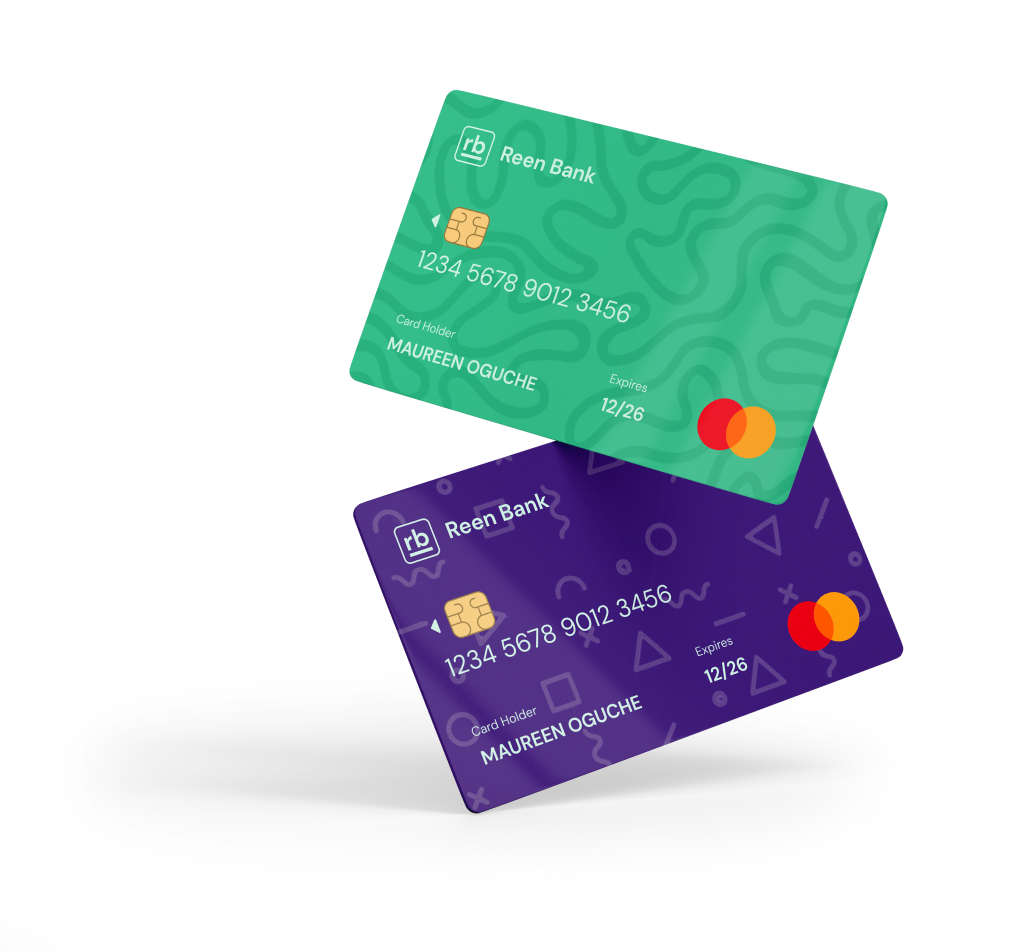 rb
Reen Bank
1234 5678 9012 3456
Card Holder
MAUREEN OGUCHE
Expires
12/26
rb
Reen Bank
1234 5678 9012 3456
Card Holder
MAUREEN OGUCHE
Expires
12/26